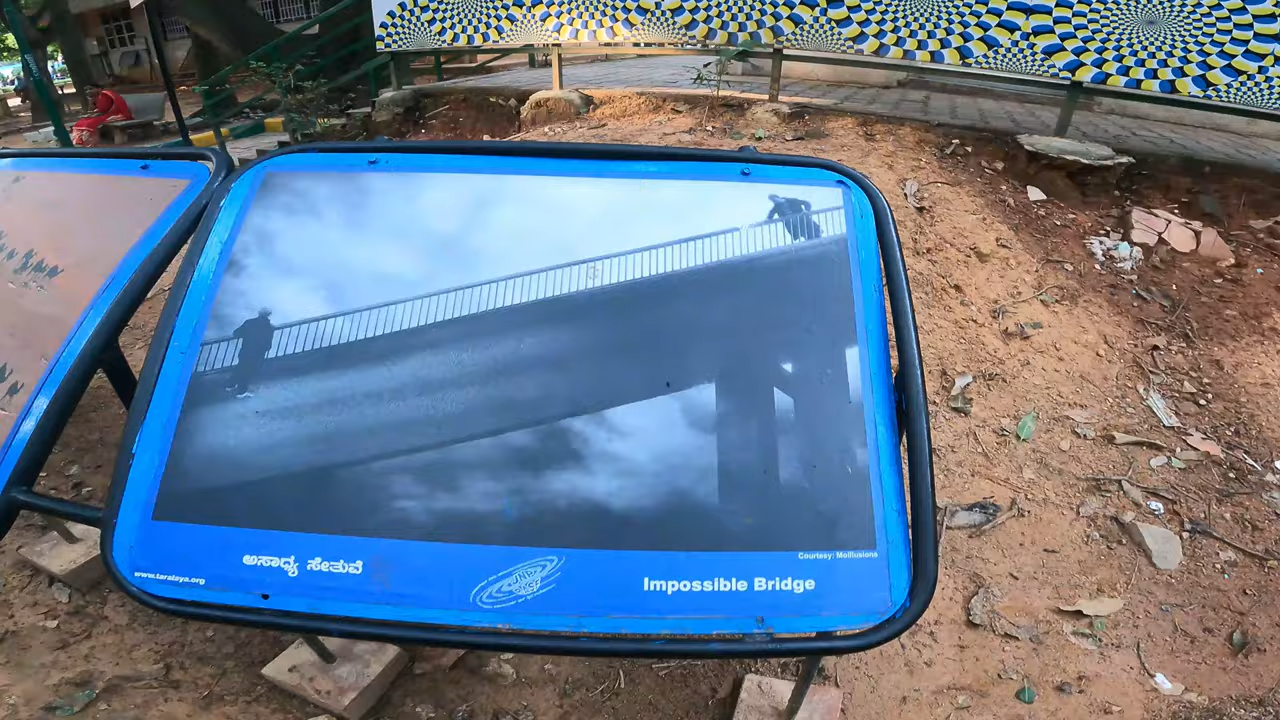 Courtesy: Moillusions
ಅಸಾಧ್ಯ ಸೇತುವೆ
www.taralaya.org
Impossible Bridge